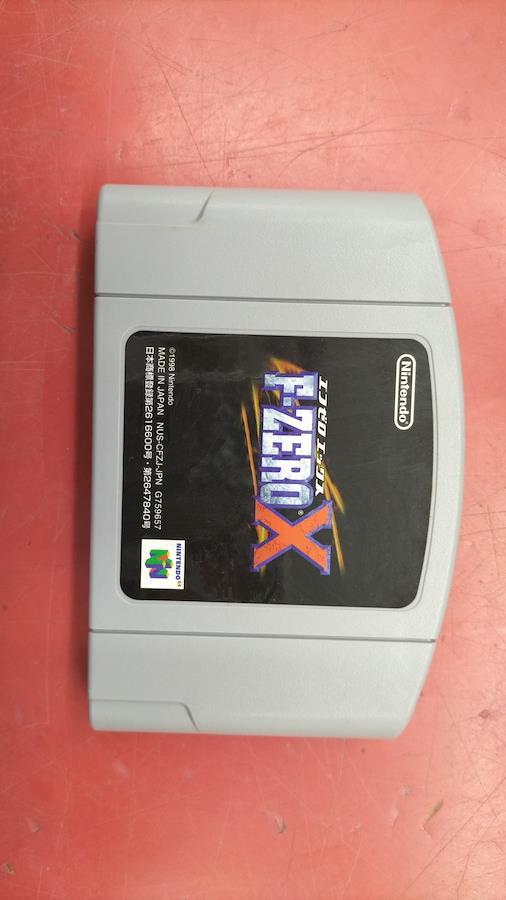 Nintendo
エフゼロ エックス
F-ZERO X®
©1998 Nintendo
MADE IN JAPAN NUS-CFZJ-JPN G759657
日本商標登録第2616600号・第2647840号
NINTENDO 64